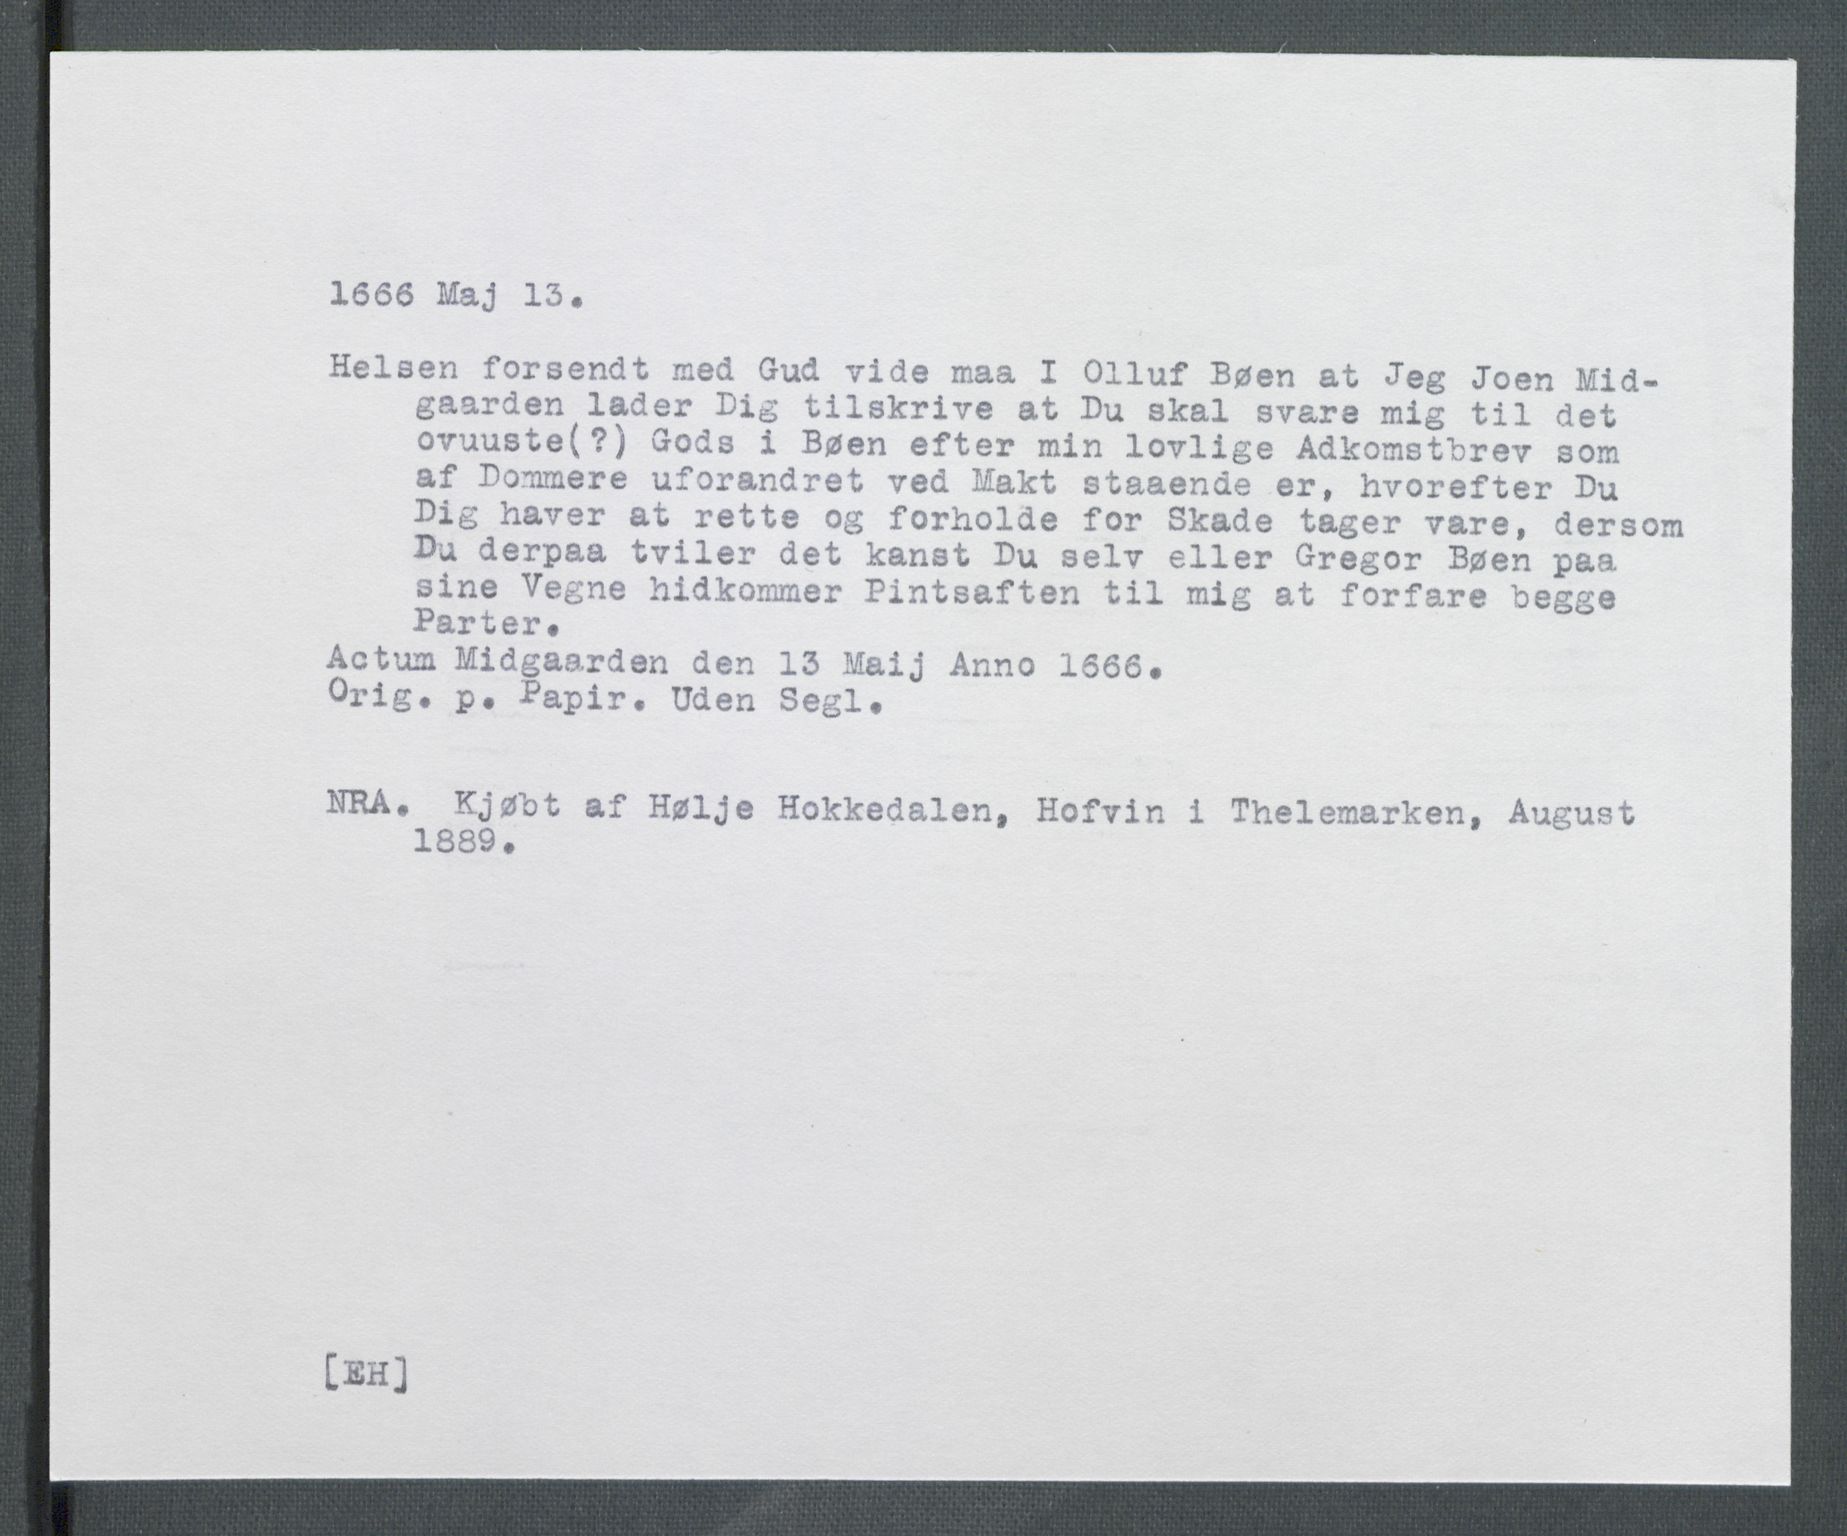 1666 Maj 13.
Helsen forsendt med Gud vide maa I Olluf Bøen at Jeg Joen Mid-
gaarden lader Dig tilskrive at Du skal svare mig til det
ovuuste(?) Gods i Bøen efter min lovlige Adkomstbrev som
af Dommere uforandret ved Makt staaende er, hvorefter Du
Dig haver at rette og forholde for Skade tager vare, dersom
Du derpaa tviler det kanst Du selv eller Gregor Bøen paa
sine Vegne hidkommer Pintsaften til mig at forfare begge
Parter.
Actum Midgaarden den 13 Maij Anno 1666.
Orig. p. Papir. Uden Segl.
NRA. Kjøbt af Hølje Hokkedalen, Hofvin i Thelemarken, August
1889.
[EH]